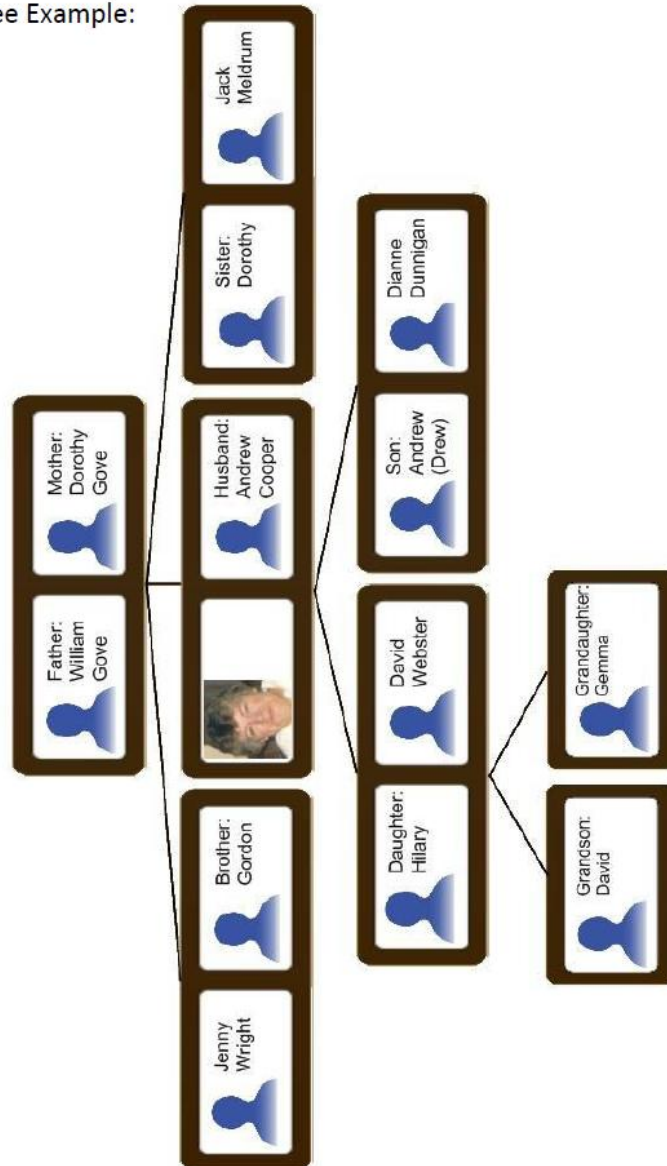 ee Example:
Father:
William
Gove
Mother:
Dorothy
Gove
Jenny
Wright
Brother:
Gordon
Husband:
Andrew
Cooper
Sister:
Dorothy
Jack
Meldrum
Daughter:
Hilary
David
Webster
Son:
Andrew
(Drew)
Dianne
Dunnigan
Grandson:
David
Grandaughter:
Gemma